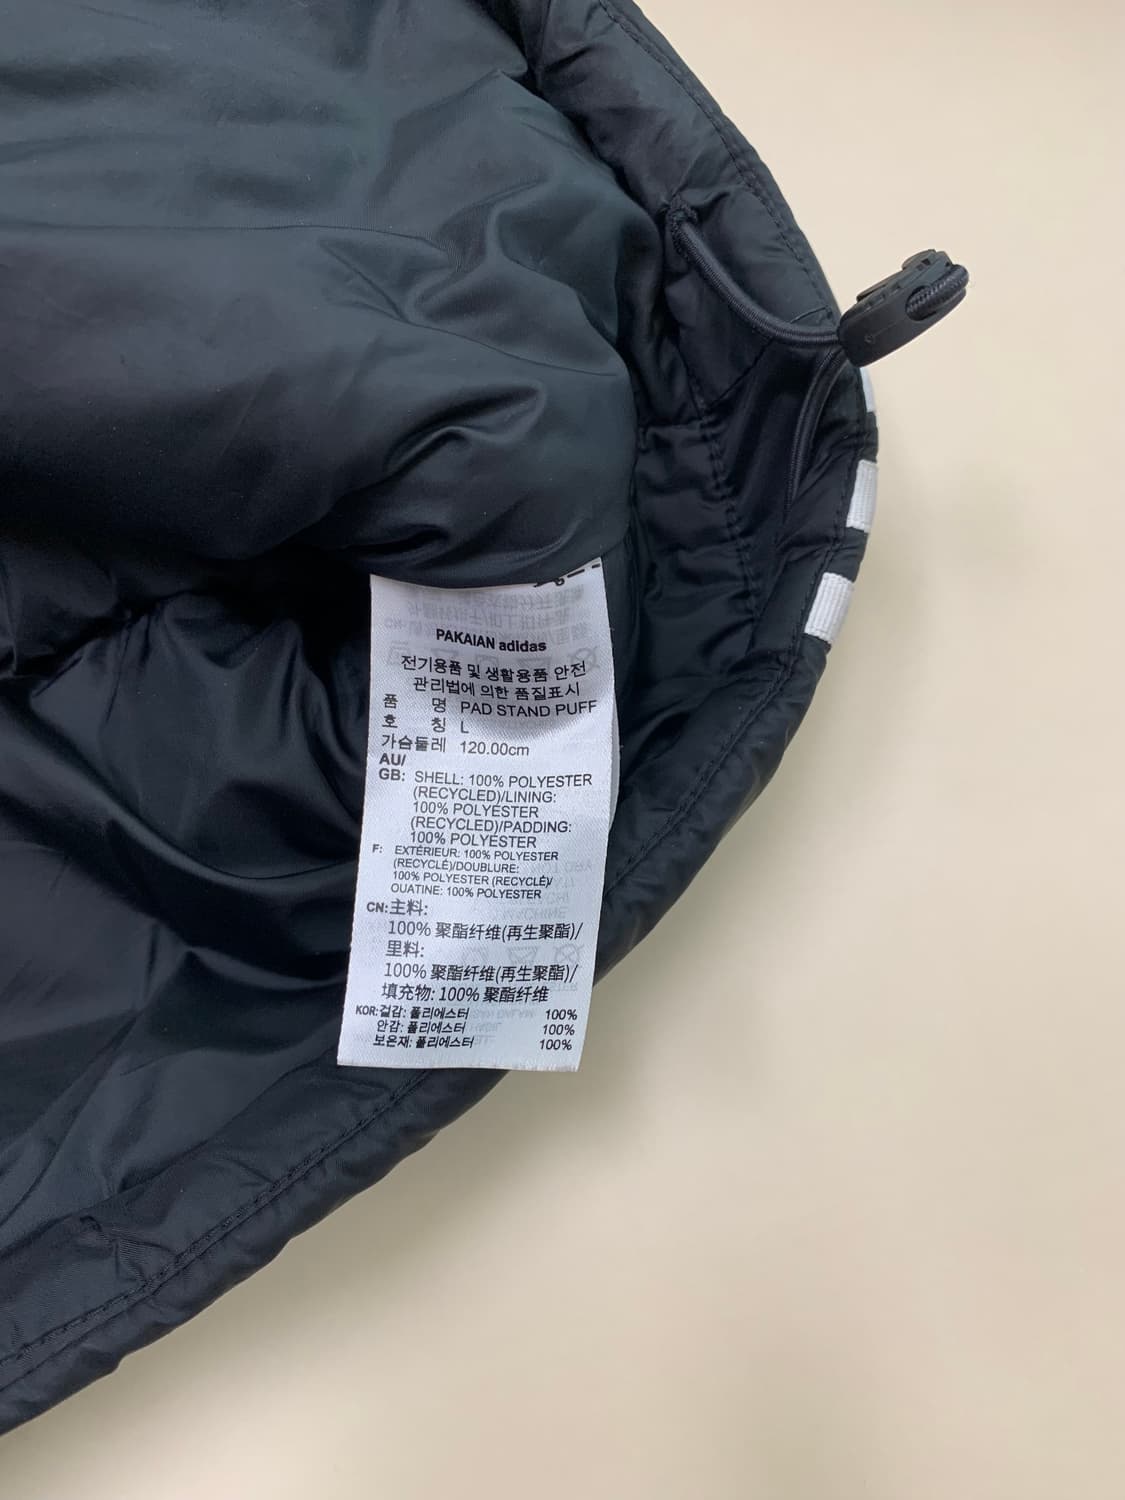 PAKAIAN adidas
전기용품 및 생활용품 안전
관리법에 의한 품질표시
품 명 PAD STAND PUFF
호 칭 L
가슴둘레 120.00cm
AU/
GB: SHELL: 100% POLYESTER
(RECYCLED)/LINING:
100% POLYESTER
(RECYCLED)/PADDING:
100% POLYESTER
F: EXTÉRIEUR: 100% POLYESTER
(RECYCLÉ)/DOUBLURE:
100% POLYESTER (RECYCLÉ)/
OUATINE: 100% POLYESTER
CN:主料:
100% 聚酯纤维(再生聚酯)/
里料:
100% 聚酯纤维(再生聚酯)/
填充物: 100% 聚酯纤维
KOR:겉감: 폴리에스터 100%
안감: 폴리에스터 100%
보온재: 폴리에스터 100%